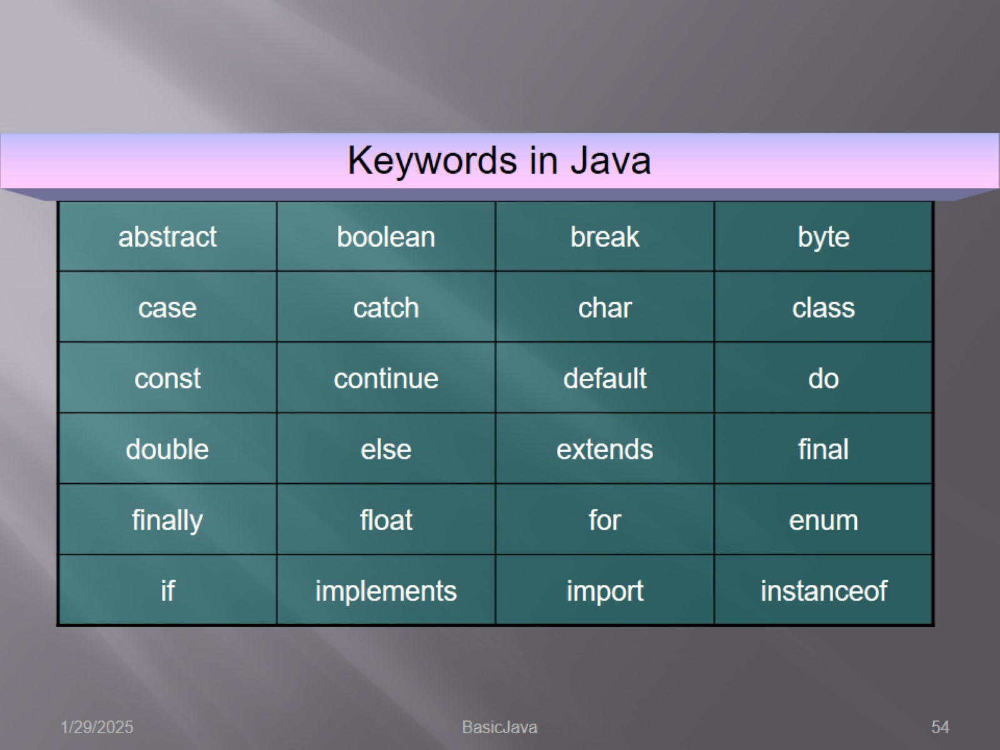 Keywords in Java
abstract boolean break byte
case catch char class
const continue default do
double else extends final
finally float for enum
if implements import instanceof
1/29/2025 BasicJava 54